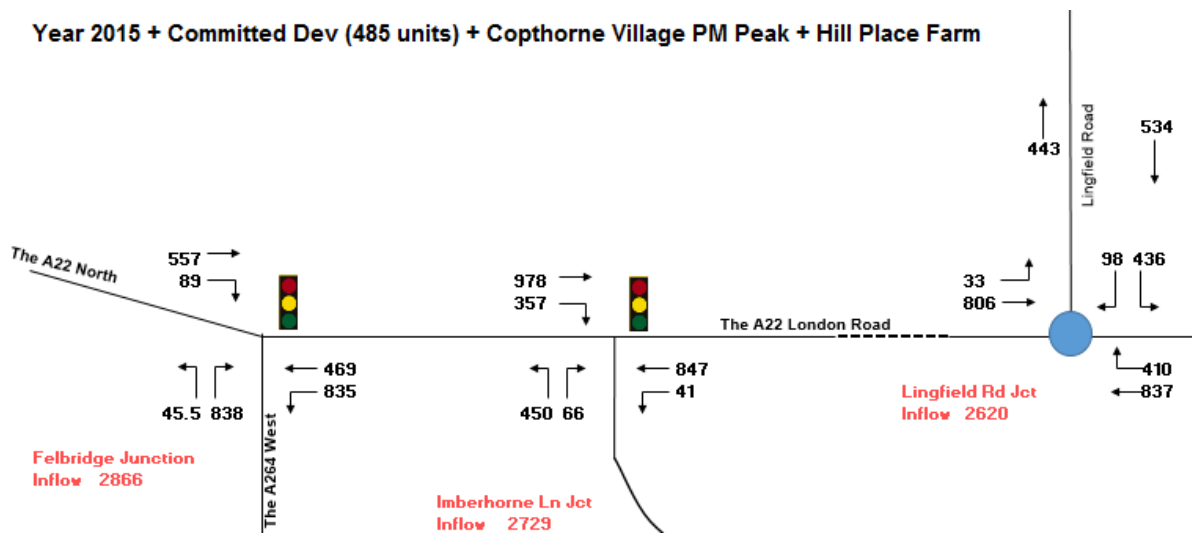 Year 2015 + Committed Dev (485 units) + Copthorne Village PM Peak + Hill Place Farm
443
Lingfield Road
534
The A22 North
557
89
978
357
33
806
98 436
The A22 London Road
469
835
45.5 838
847
41
450 66
410
837
Lingfield Rd Jct
Inflow 2620
Felbridge Junction
Inflow 2866
The A264 West
Imberhorne Ln Jct
Inflow 2729